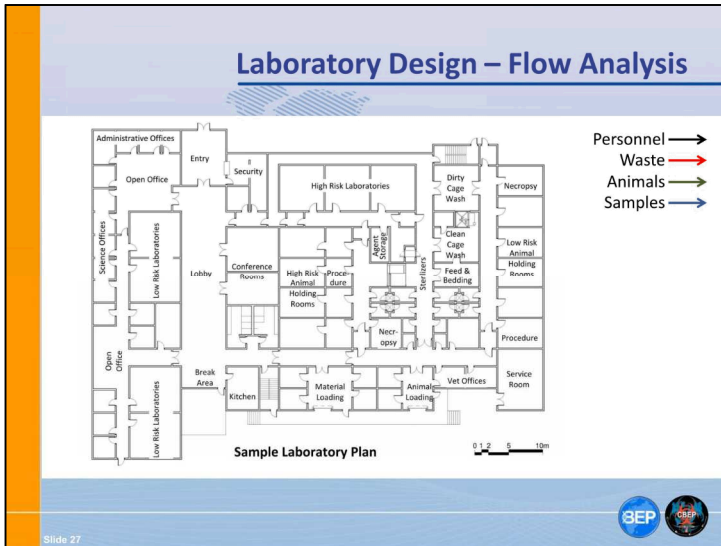 Laboratory Design – Flow Analysis
Personnel
Waste
Animals
Samples
Administrative Offices
Entry
Security
Open Office
High Risk Laboratories
Dirty
Cage
Wash
Necropsy
Science Offices
Low Risk Laboratories
Lobby
Conference
Rooms
High Risk
Animal
Holding
Rooms
Proce
dure
Agent
Storage
Sterilizers
Clean
Cage
Wash
Feed &
Bedding
Low Risk
Animal
Holding
Rooms
Necr-
opsy
Procedure
Open
Office
Low Risk Laboratories
Break
Area
Kitchen
Material
Loading
Animal
Loading
Vet Offices
Service
Room
Sample Laboratory Plan
0 1 2 5 10m
BEP
CBEP
Slide 27